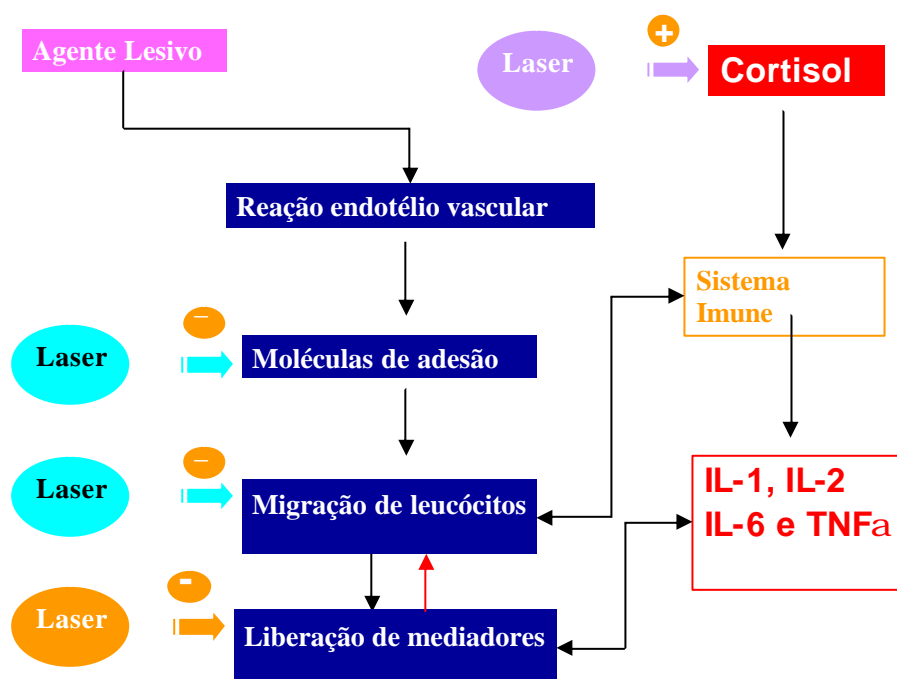 Agente Lesivo
Laser
+
Cortisol
Reação endotélio vascular
Sistema
Imune
Laser
−
Moléculas de adesão
Laser
−
Migração de leucócitos
IL-1, IL-2
IL-6 e TNFa
Laser
-
Liberação de mediadores